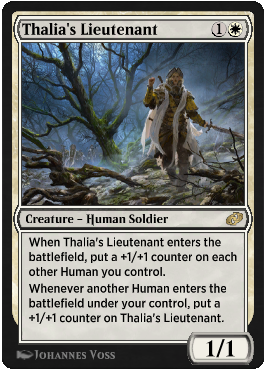 Thalia's Lieutenant 1
Creature – Human Soldier
When Thalia's Lieutenant enters the
battlefield, put a +1/+1 counter on each
other Human you control.
Whenever another Human enters the
battlefield under your control, put a
+1/+1 counter on Thalia's Lieutenant.
Johannes Voss
1/1